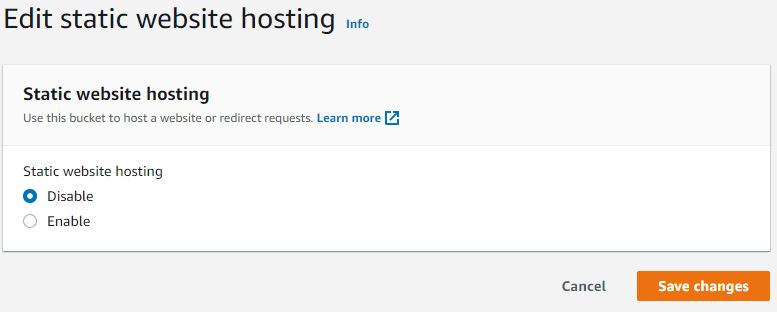 Edit static website hosting Info
Static website hosting
Use this bucket to host a website or redirect requests. Learn more
Static website hosting
Disable
Enable
Cancel Save changes